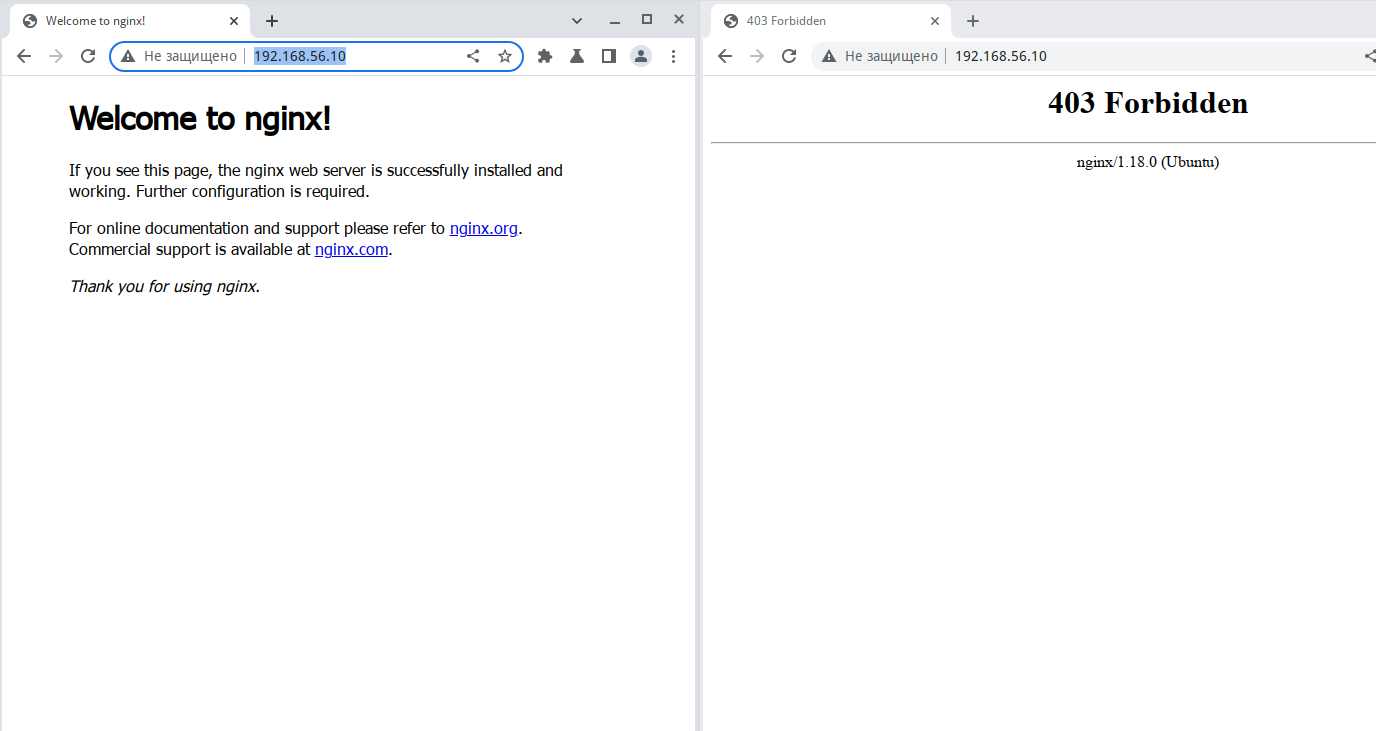 Welcome to nginx!
Не защищено
192.168.56.10
Welcome to nginx!
If you see this page, the nginx web server is successfully installed and
working. Further configuration is required.
For online documentation and support please refer to nginx.org.
Commercial support is available at nginx.com.
Thank you for using nginx.
403 Forbidden
Не защищено
192.168.56.10
403 Forbidden
nginx/1.18.0 (Ubuntu)